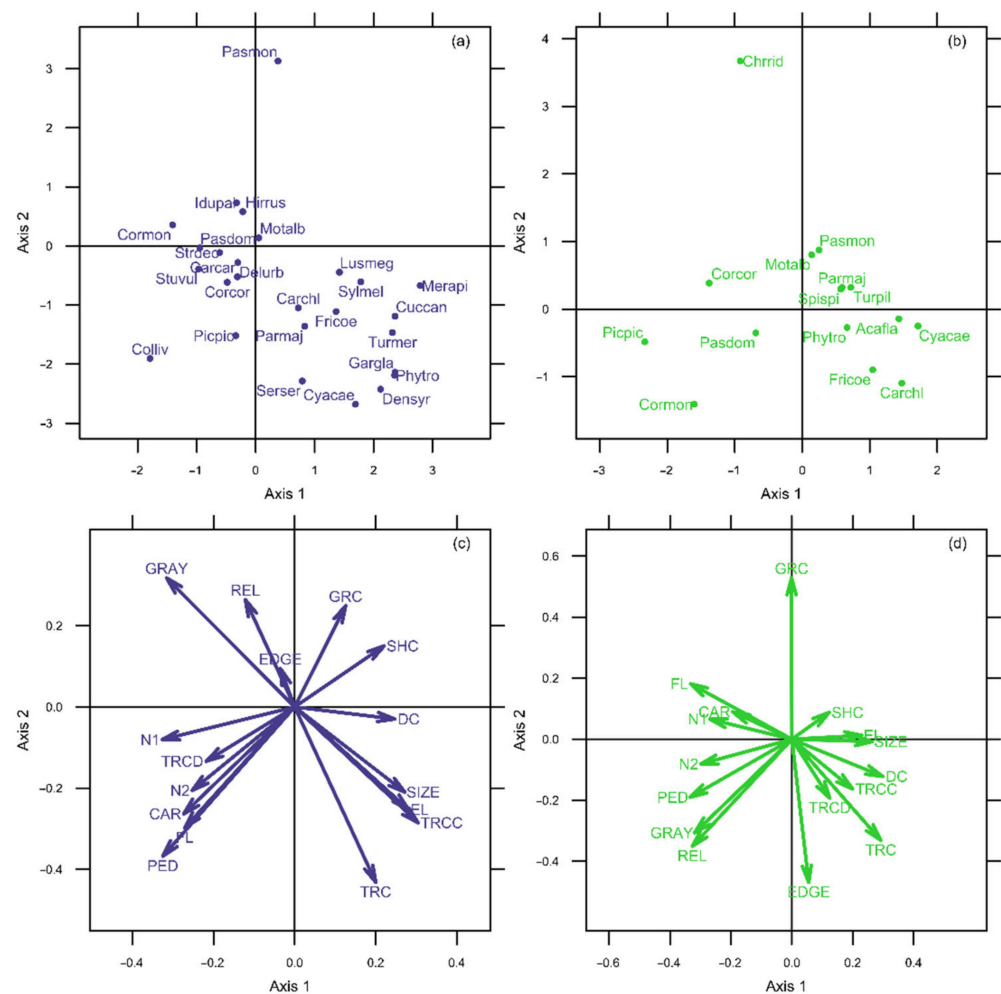 (a)
Pasmon
3
2
1
0
−1
−2
−3
Axis 2
Idupal
Hirrus
Cormon
Pasdom
Motalb
Strdec
Garcar
Stuvul
Delurb
Corcor
Lusmeg
Sylmel
Merapi
Carchl
Fricoe
Cuccan
Picpic
Parmaj
Turmer
Colliv
Gargla
Phytro
Serser
Cyacae
Densyr
−2 −1 0 1 2 3
Axis 1
(b)
Chrrid
4
3
2
1
0
−1
Axis 2
Pasmon
Motalb
Corcor
Parmaj
Spispi
Turpil
Picpic
Pasdom
Phytro
Acafla
Cyacae
Fricoe
Carchl
Cormon
−3 −2 −1 0 1 2
Axis 1
(c)
GRAY
REL
GRC
EDGE
SHC
0.2
0.0
−0.2
−0.4
Axis 2
DC
N1
TRCD
N2
SIZE
CAR
EL
TRCC
FL
PED
TRC
−0.4 −0.2 0.0 0.2 0.4
Axis 1
(d)
GRC
0.6
0.4
0.2
0.0
−0.2
−0.4
Axis 2
FL
CAR
N1
SHC
EL
SIZE
N2
DC
PED
TRCC
TRCD
GRAY
REL
TRC
EDGE
−0.6 −0.4 −0.2 0.0 0.2 0.4
Axis 1